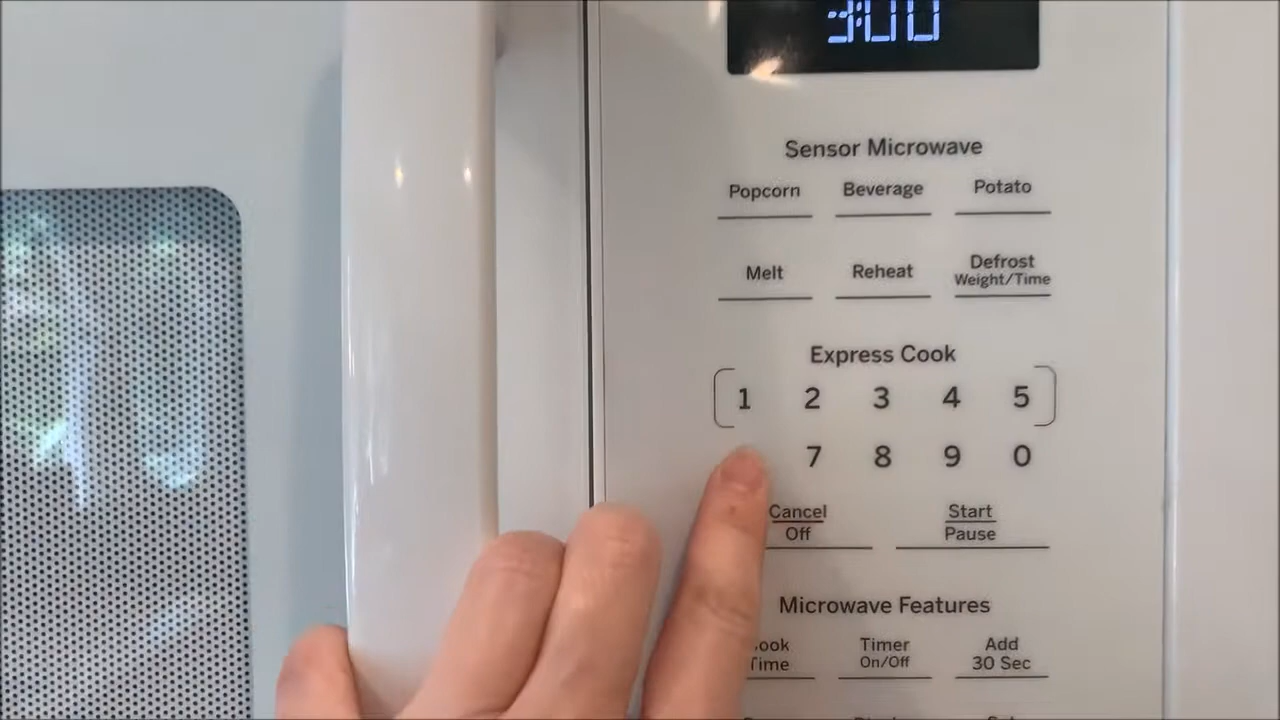 3:00
Sensor Microwave
Popcorn Beverage Potato
Melt Reheat Defrost
Weight/Time
Express Cook
1 2 3 4 5
7 8 9 0
Cancel Start
Off Pause
Microwave Features
Timer Add
Time On/Off 30 Sec